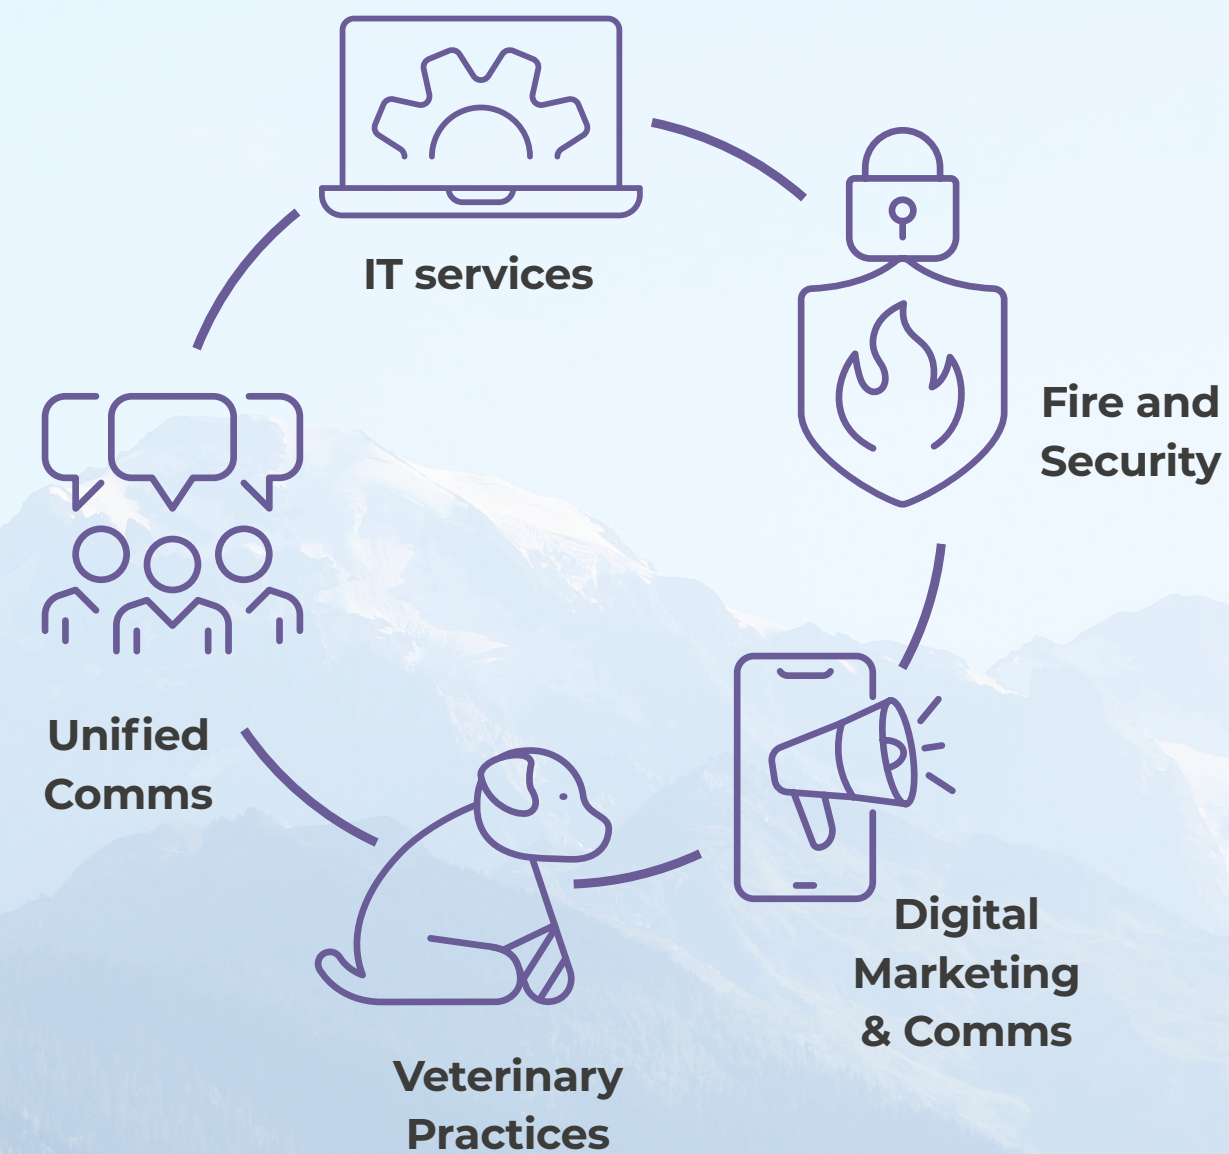 IT services
Fire and
Security
Unified
Comms
Digital
Marketing
& Comms
Veterinary
Practices